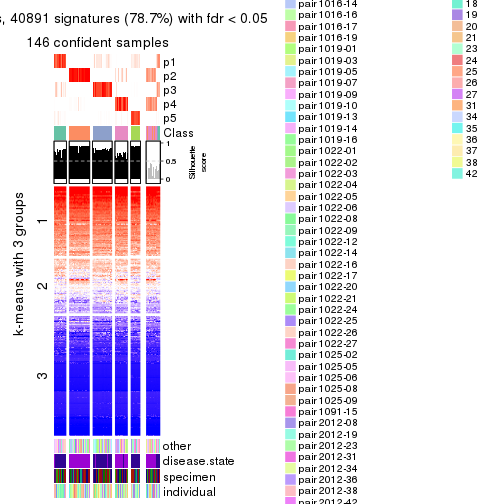 s, 40891 signatures (78.7%) with fdr < 0.05
146 confident samples
p1
p2
p3
p4
p5
Class
1
0.5
0
Silhouette
score
k-means with 3 groups
1
2
3
other
disease.state
specimen
individual
pair1016-14
pair1016-16
pair1016-17
pair1016-19
pair1019-01
pair1019-03
pair1019-05
pair1019-07
pair1019-09
pair1019-10
pair1019-13
pair1019-14
pair1019-16
pair1022-01
pair1022-02
pair1022-03
pair1022-04
pair1022-05
pair1022-06
pair1022-08
pair1022-09
pair1022-12
pair1022-14
pair1022-16
pair1022-17
pair1022-20
pair1022-21
pair1022-24
pair1022-25
pair1022-26
pair1022-27
pair1025-02
pair1025-05
pair1025-06
pair1025-08
pair1025-09
pair1091-15
pair2012-08
pair2012-19
pair2012-23
pair2012-31
pair2012-34
pair2012-36
pair2012-38
pair2012-42
18
19
20
21
23
24
25
26
27
31
34
35
36
37
38
42